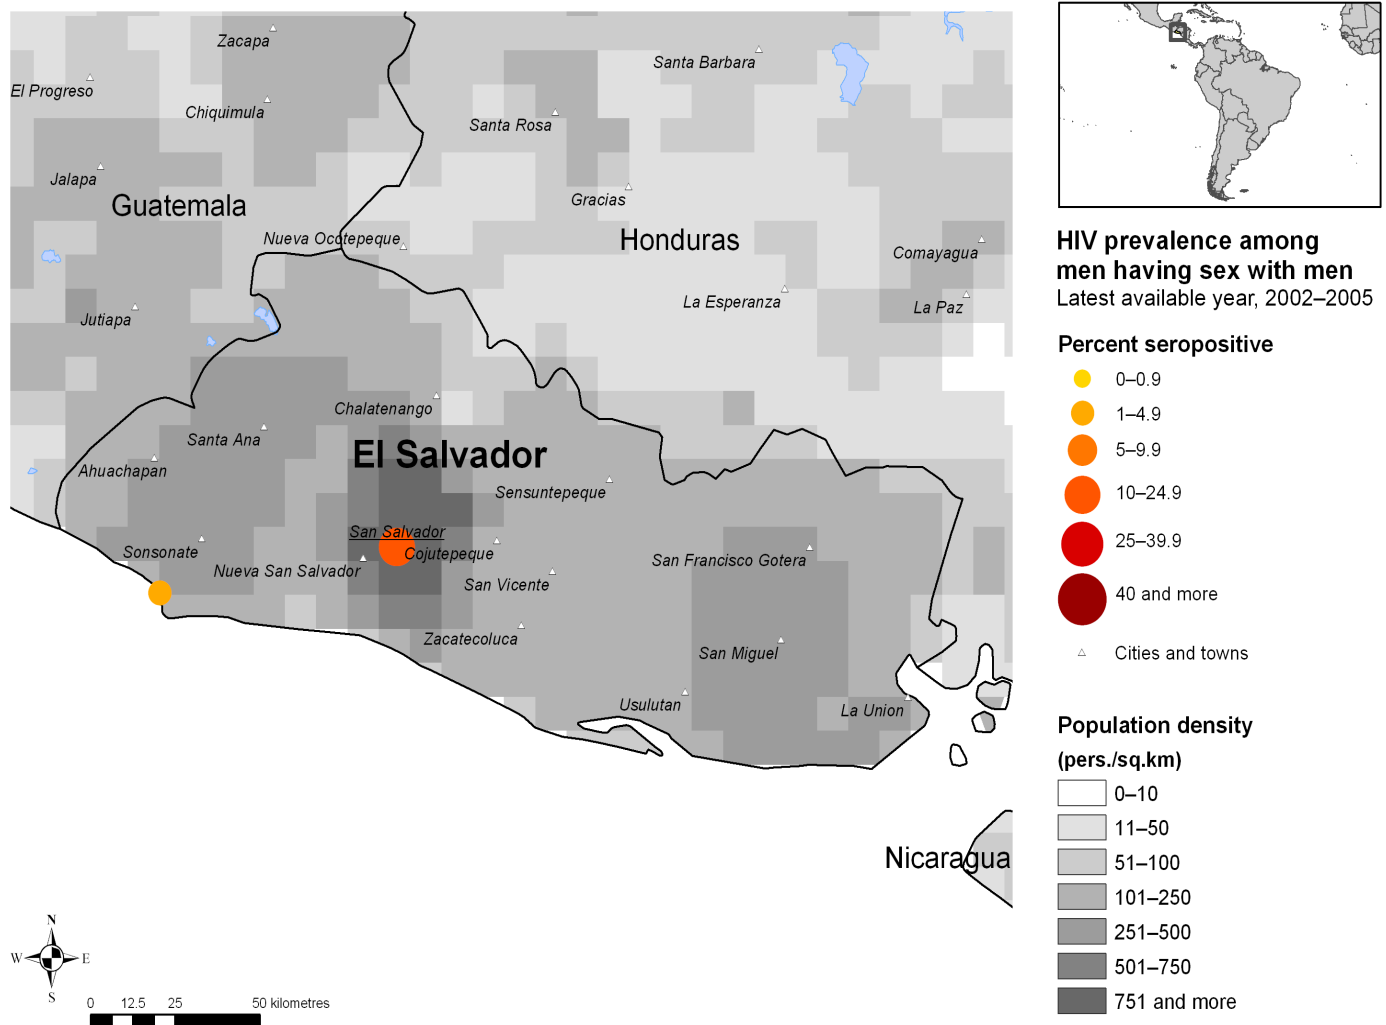 Zacapa
Santa Barbara
El Progreso
Chiquimula
Santa Rosa
Jalapa
Guatemala
Gracias
Nueva Ocotepeque
Honduras
Comayagua
La Esperanza
La Paz
Jutiapa
Chalatenango
Santa Ana
El Salvador
Ahuachapan
Sensuntepeque
San Salvador
Sonsonate
Cojutepeque
San Francisco Gotera
Nueva San Salvador
San Vicente
Zacatecoluca
San Miguel
Usulutan
La Union
Nicaragua
N
W
E
S
0 12.5 25 50 kilometres
HIV prevalence among
men having sex with men
Latest available year, 2002–2005
Percent seropositive
0–0.9
1–4.9
5–9.9
10–24.9
25–39.9
40 and more
Cities and towns
Population density
(pers./sq.km)
0–10
11–50
51–100
101–250
251–500
501–750
751 and more